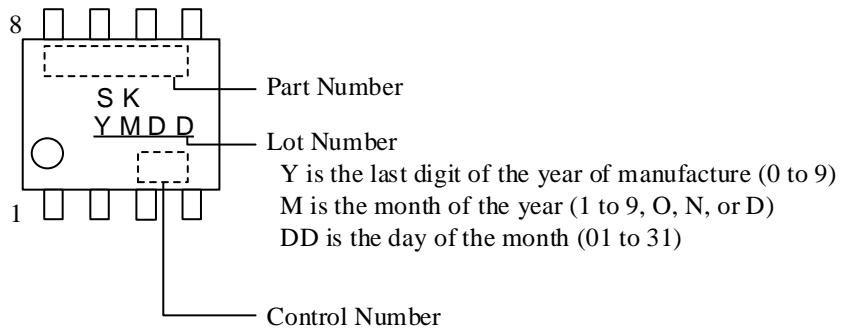 8
Part Number
S K
Y M D D
Lot Number
Y is the last digit of the year of manufacture (0 to 9)
M is the month of the year (1 to 9, O, N, or D)
DD is the day of the month (01 to 31)
1
Control Number